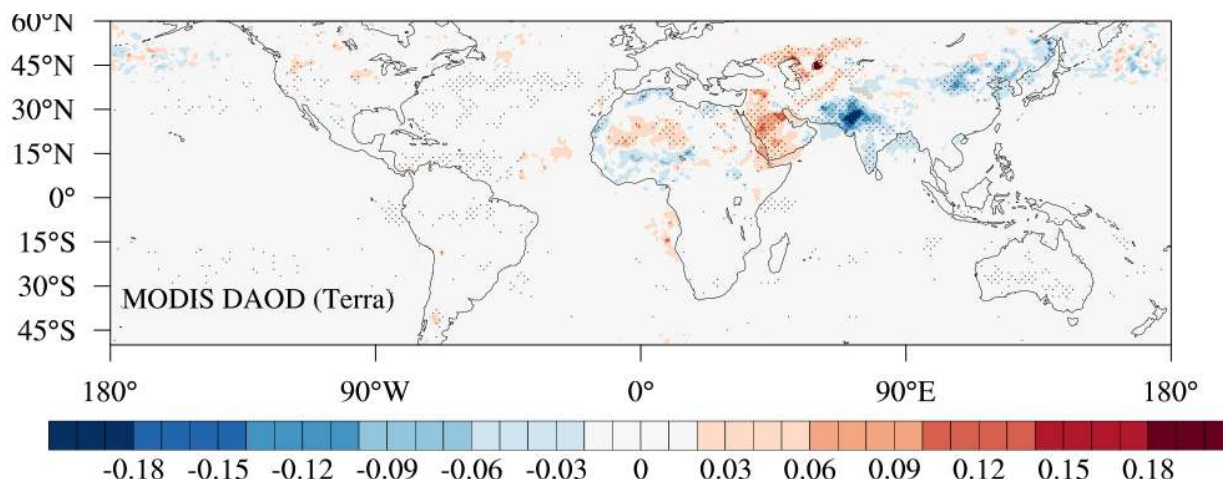 60°N
45°N
30°N
15°N
0°
15°S
30°S
45°S
MODIS DAOD (Terra)
180° 90°W 0° 90°E 180°
-0.18 -0.15 -0.12 -0.09 -0.06 -0.03 0 0.03 0.06 0.09 0.12 0.15 0.18